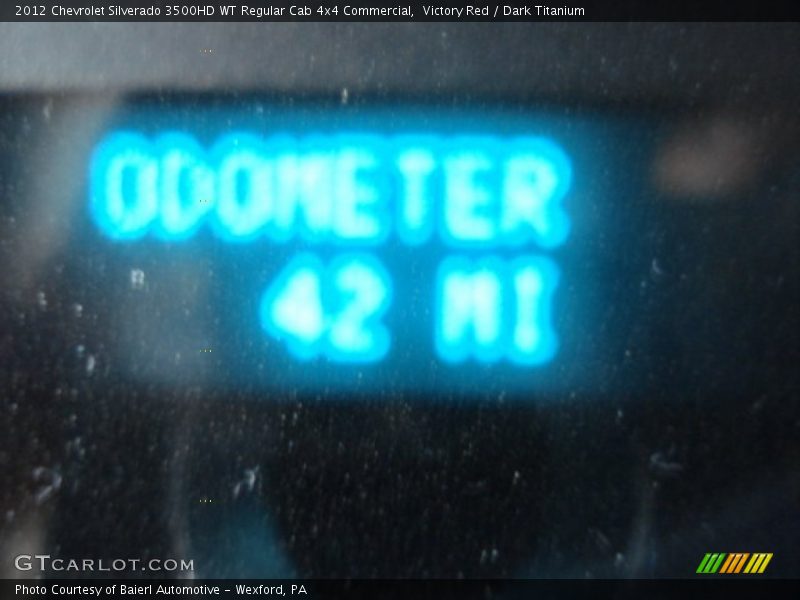 2012 Chevrolet Silverado 3500HD WT Regular Cab 4x4 Commercial,  Victory Red / Dark Titanium
ODOMETER
42 MI
GTCARLOT.COM
Photo Courtesy of Baierl Automotive - Wexford, PA